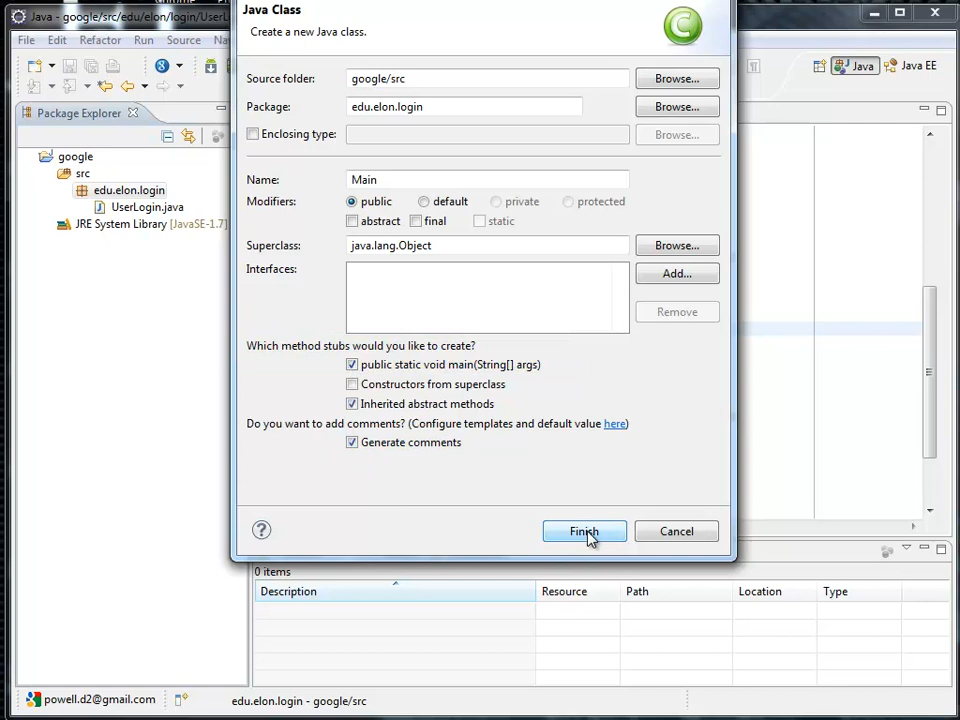 Java - google/src/edu/elon/login/UserL
Java Class
Create a new Java class.
File Edit Refactor Run Source Na
Source folder: google/src Browse...
Java Java EE
Package: edu.elon.login Browse...
Package Explorer
Enclosing type: Browse...
google
src
Name: Main
edu.elon.login
Modifiers: public default private protected
UserLogin.java
abstract final static
JRE System Library [JavaSE-1.7]
Superclass: java.lang.Object Browse...
Interfaces: Add...
Remove
Which method stubs would you like to create?
public static void main(String[] args)
Constructors from superclass
Inherited abstract methods
Do you want to add comments? (Configure templates and default value here)
Generate comments
Finish Cancel
0 items
Description Resource Path Location Type
powell.d2@gmail.com edu.elon.login - google/src